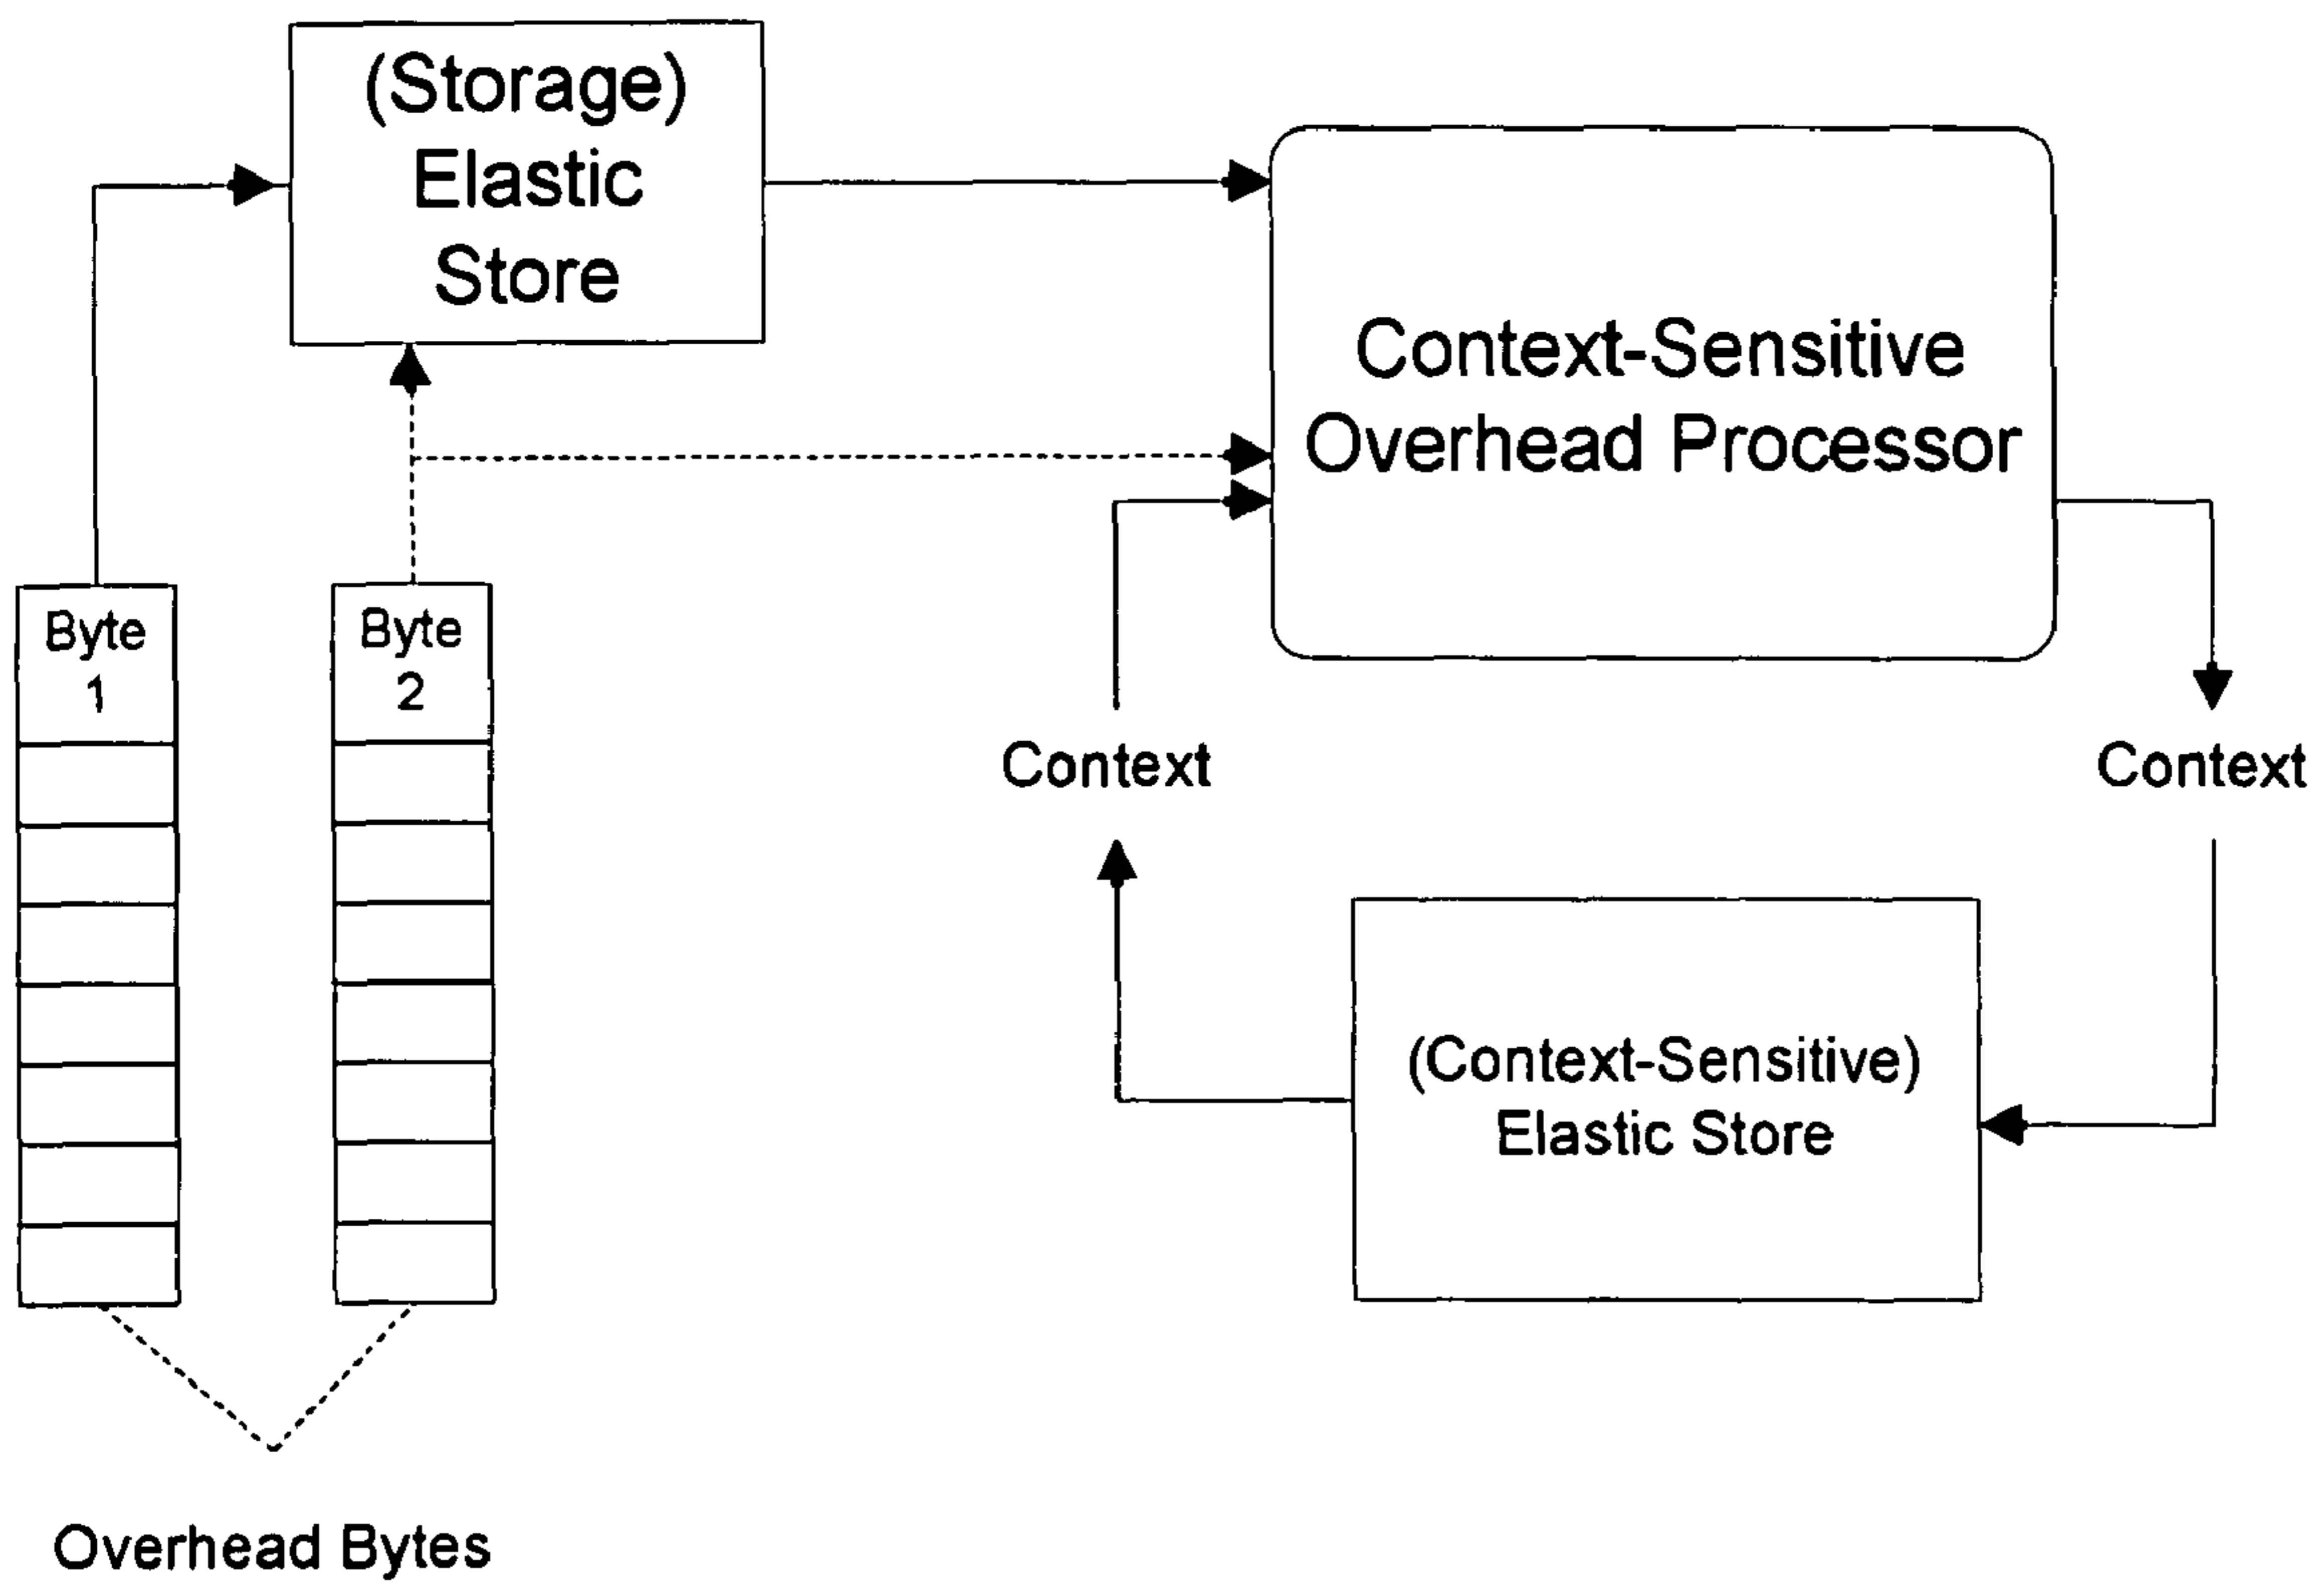 (Storage)
Elastic
Store
Context-Sensitive
Overhead Processor
Byte
1
Byte
2
Context
Context
(Context-Sensitive)
Elastic Store
Overhead Bytes